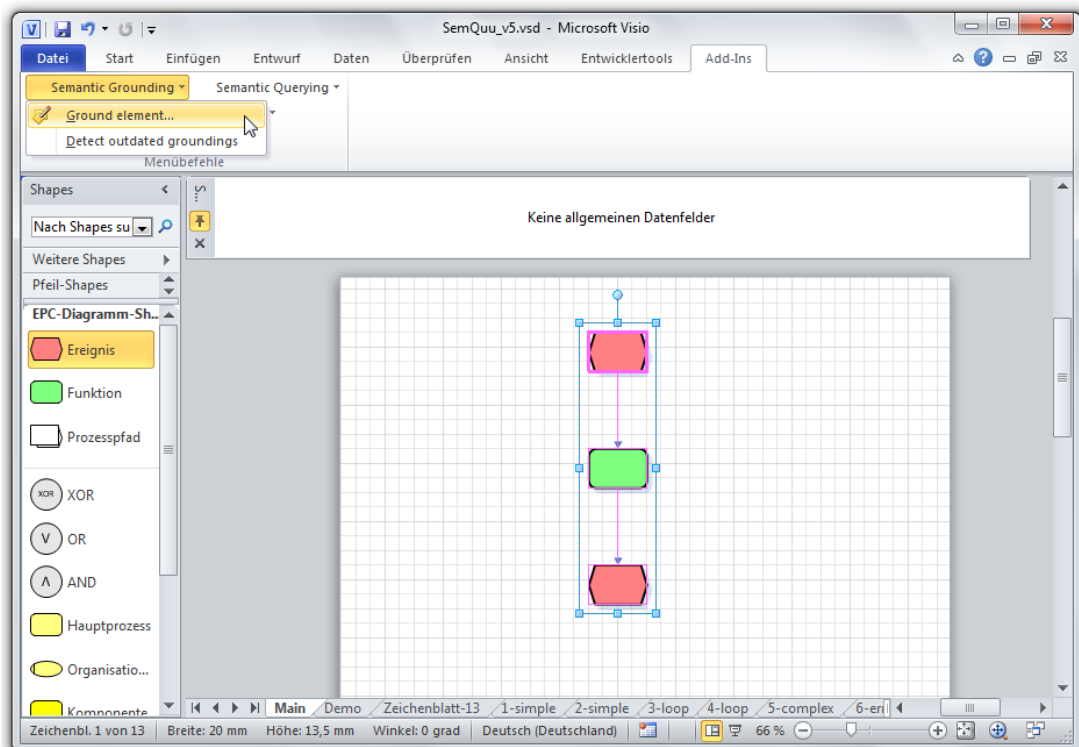 SemQuu_v5.vsd - Microsoft Visio
Datei Start Einfügen Entwurf Daten Überprüfen Ansicht Entwicklertools Add-Ins
Semantic Grounding Semantic Querying
Ground element...
Detect outdated groundings
Menübefehle
Shapes
Nach Shapes su
Weitere Shapes
Pfeil-Shapes
EPC-Diagramm-Sh...
Ereignis
Funktion
Prozesspfad
XOR XOR
V OR
Λ AND
Hauptprozess
Organisatio...
Komponente
S...
Keine allgemeinen Datenfelder
Main Demo Zeichenblatt-13 1-simple 2-simple 3-loop 4-loop 5-complex
Zeichenbl. 1 von 13 Breite: 20 mm Höhe: 13,5 mm Winkel: 0 grad Deutsch (Deutschland) 66 %